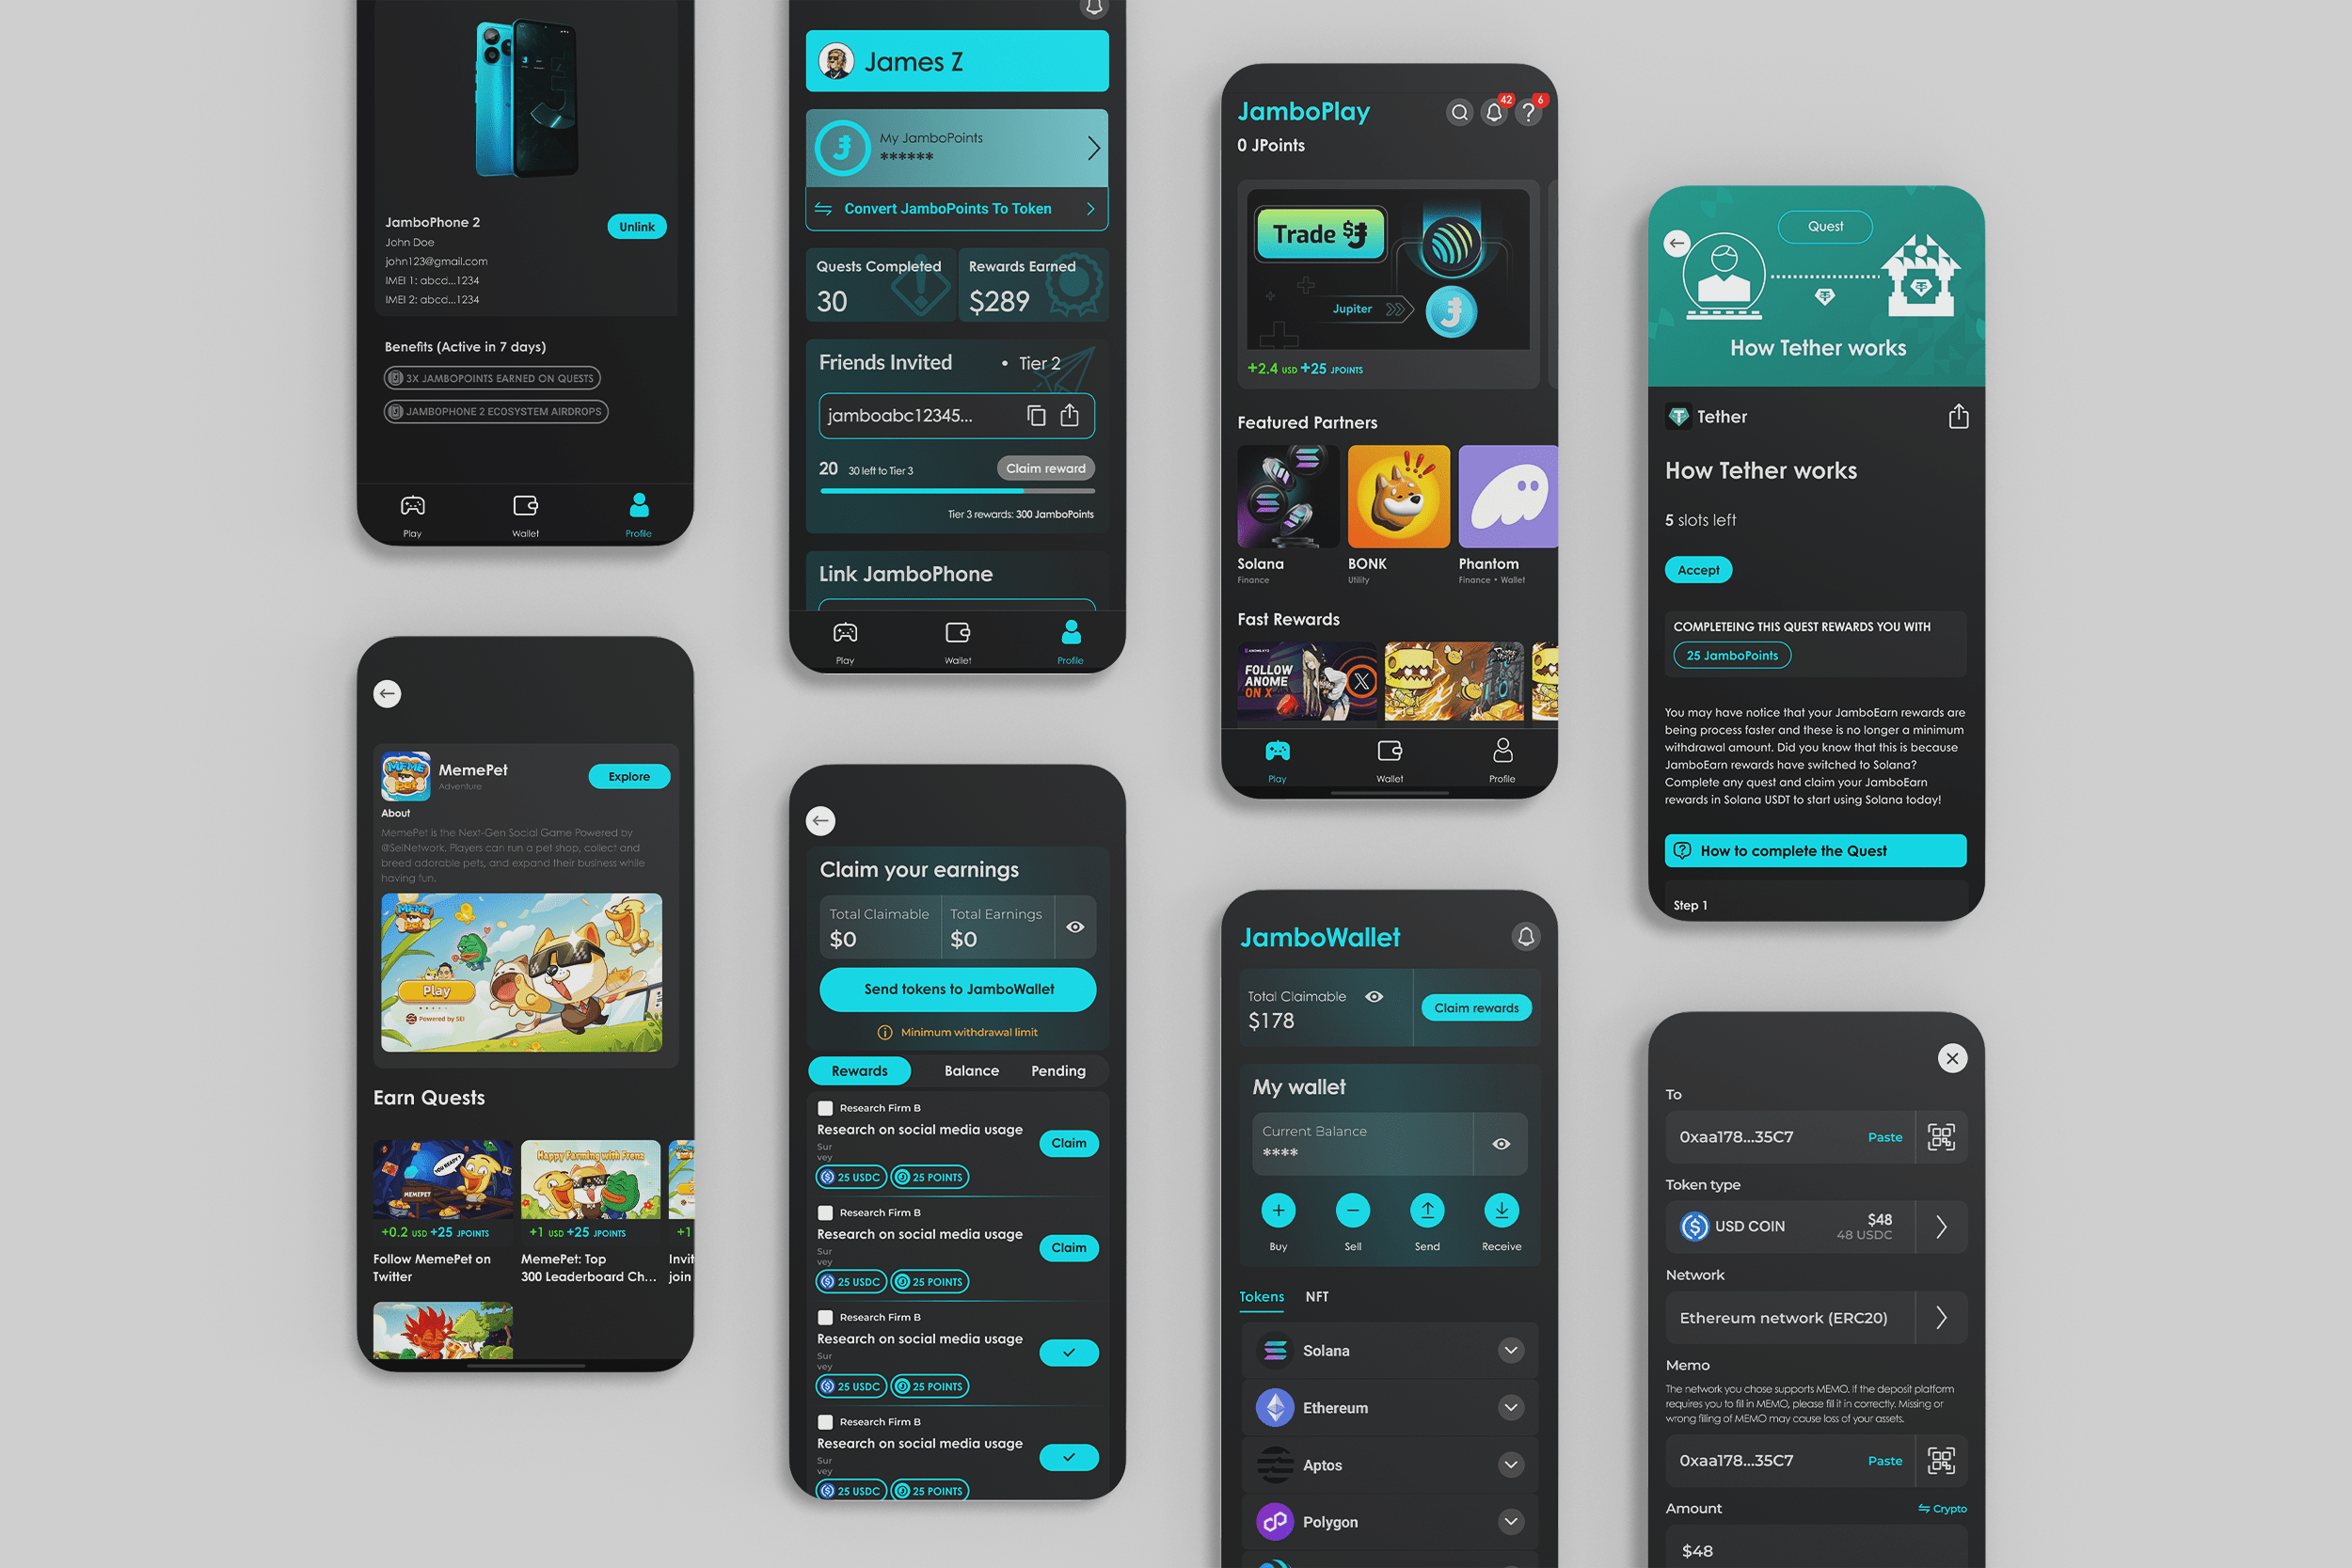 JamboPhone 2
Unlink
John Doe
john123@gmail.com
IMEI 1: abcd...1234
IMEI 2: abcd...1234
Benefits (Active in 7 days)
3X JAMBOPOINTS EARNED ON QUESTS
JAMBOPHONE 2 ECOSYSTEM AIRDROPS
Play
Wallet
Profile
MemePet
Adventure
Explore
About
MemePet is the Next-Gen Social Game Powered by
@SeiNetwork. Players can run a pet shop, collect and
breed adorable pets, and expand their business while
having fun.
MEME
PET
Play
Powered by SEI
Earn Quests
YOU READY?
MEMEPET
Happy Farming with Frenz
+0.2 USD +25 JPOINTS
+1 USD +25 JPOINTS
+1
Follow MemePet on
Twitter
MemePet: Top
300 Leaderboard Ch...
Invit
join
James Z
My JamboPoints
******
Convert JamboPoints To Token
Quests Completed
30
Rewards Earned
$289
Friends Invited
• Tier 2
jamboabc12345...
20
30 left to Tier 3
Claim reward
Tier 3 rewards: 300 JamboPoints
Link JamboPhone
Play
Wallet
Profile
Claim your earnings
Total Claimable
$0
Total Earnings
$0
Send tokens to JamboWallet
Minimum withdrawal limit
Rewards
Balance
Pending
Research Firm B
Research on social media usage
Sur
vey
25 USDC
25 POINTS
Claim
Research Firm B
Research on social media usage
Sur
vey
25 USDC
25 POINTS
Claim
Research Firm B
Research on social media usage
Sur
vey
25 USDC
25 POINTS
Research Firm B
Research on social media usage
Sur
vey
25 USDC
25 POINTS
JamboPlay
42
6
?
0 JPoints
Trade $J
Jupiter
+2.4 USD +25 JPOINTS
Featured Partners
Solana
Finance
BONK
Utility
Phantom
Finance • Wallet
Fast Rewards
FOLLOW
ANOME
ON X
Play
Wallet
Profile
JamboWallet
Total Claimable
$178
Claim rewards
My wallet
Current Balance
****
Buy
Sell
Send
Receive
Tokens
NFT
Solana
Ethereum
Aptos
Polygon
Quest
How Tether works
Tether
How Tether works
5 slots left
Accept
COMPLETEING THIS QUEST REWARDS YOU WITH
25 JamboPoints
You may have notice that your JamboEarn rewards are
being process faster and these is no longer a minimum
withdrawal amount. Did you know that this is because
JamboEarn rewards have switched to Solana?
Complete any quest and claim your JamboEarn
rewards in Solana USDT to start using Solana today!
How to complete the Quest
Step 1
To
0xaa178...35C7
Paste
Token type
USD COIN
$48
48 USDC
Network
Ethereum network (ERC20)
Memo
The network you chose supports MEMO. If the deposit platform
requires you to fill in MEMO, please fill it in correctly. Missing or
wrong filling of MEMO may cause loss of your assets.
0xaa178...35C7
Paste
Amount
Crypto
$48